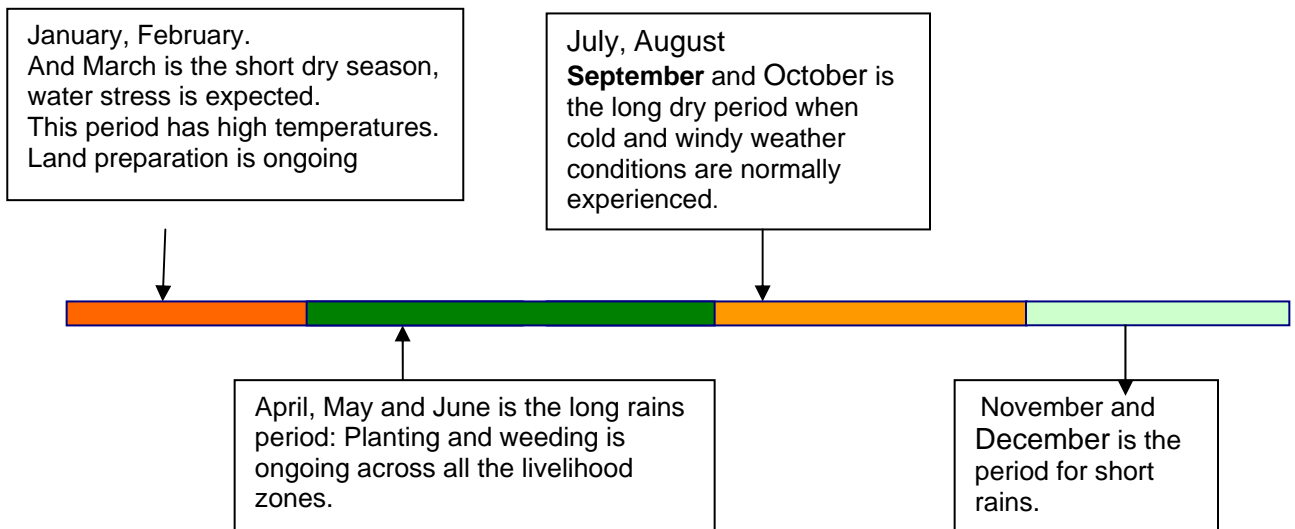 January, February.
And March is the short dry season,
water stress is expected.
This period has high temperatures.
Land preparation is ongoing
July, August
September and October is
the long dry period when
cold and windy weather
conditions are normally
experienced.
April, May and June is the long rains
period: Planting and weeding is
ongoing across all the livelihood
zones.
November and
December is the
period for short
rains.